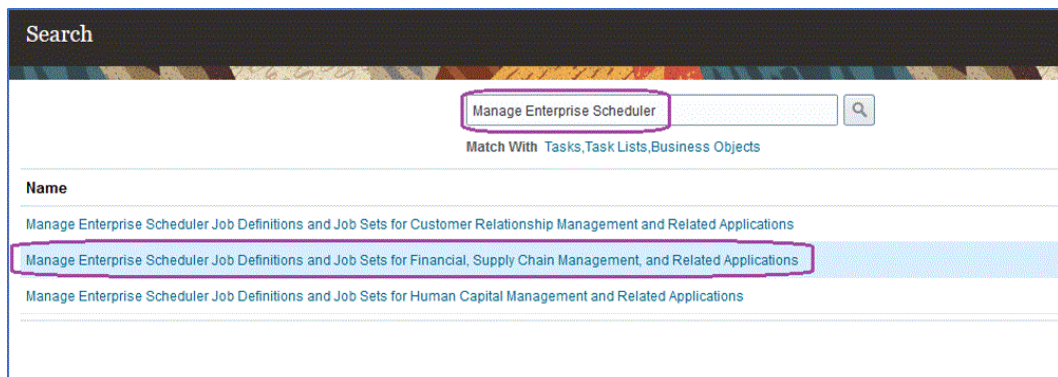 Search
Manage Enterprise Scheduler
Match With Tasks,Task Lists,Business Objects
Name
Manage Enterprise Scheduler Job Definitions and Job Sets for Customer Relationship Management and Related Applications
Manage Enterprise Scheduler Job Definitions and Job Sets for Financial, Supply Chain Management, and Related Applications
Manage Enterprise Scheduler Job Definitions and Job Sets for Human Capital Management and Related Applications